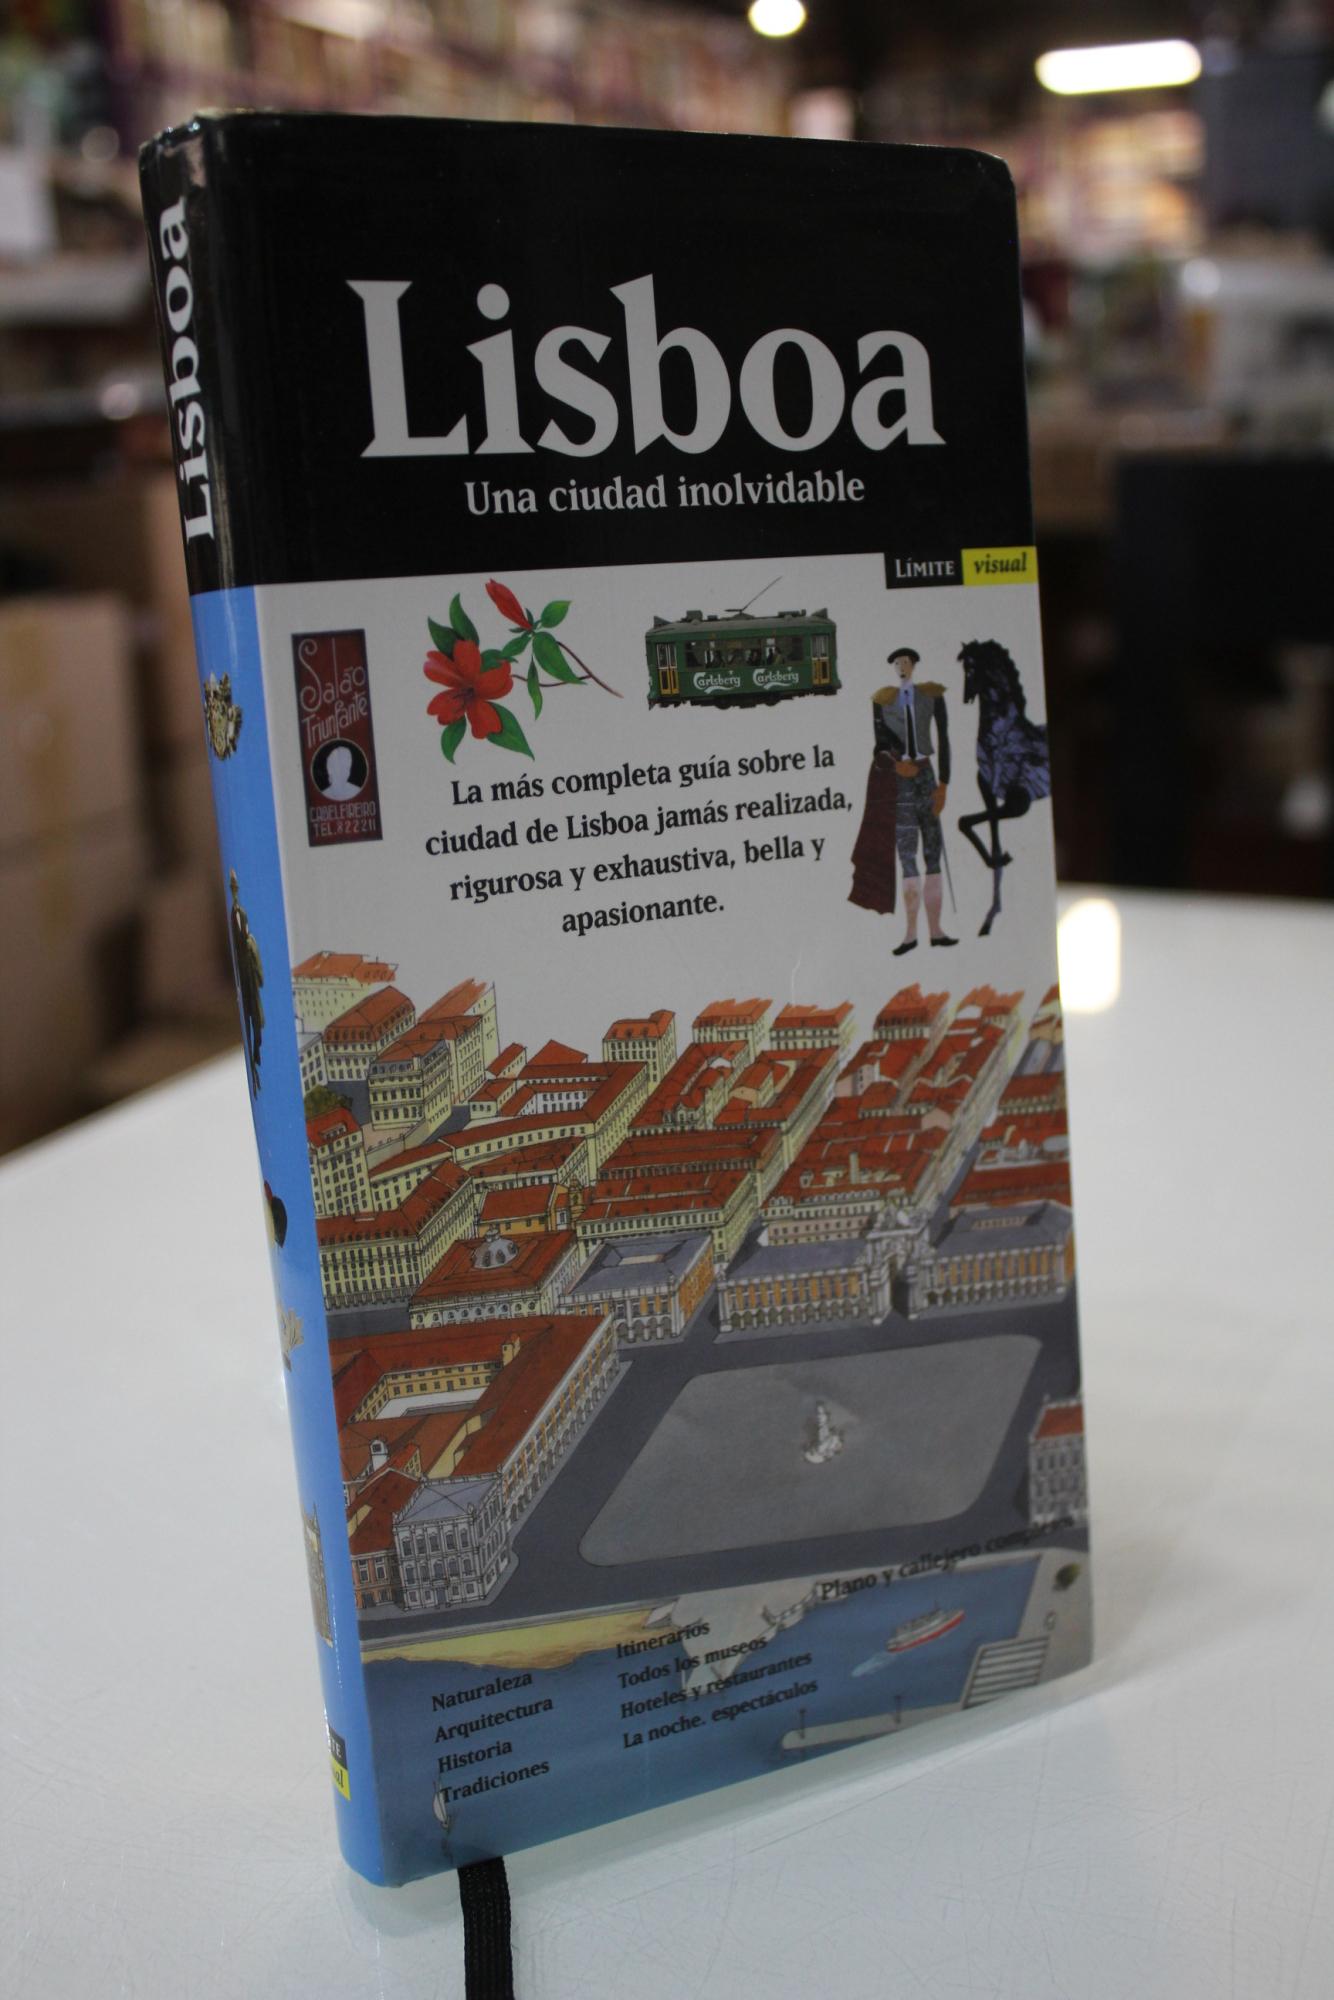 Lisboa
Lisboa
Una ciudad inolvidable
LÍMITE visual
Salão
Triunfante
CABELEIREIRO
TEL. 22211
Carlsberg Carlsberg
La más completa guía sobre la
ciudad de Lisboa jamás realizada,
rigurosa y exhaustiva, bella y
apasionante.
Plano y callejero completos
Naturaleza
Arquitectura
Historia
Tradiciones
Itinerarios
Todos los museos
Hoteles y restaurantes
La noche. espectáculos